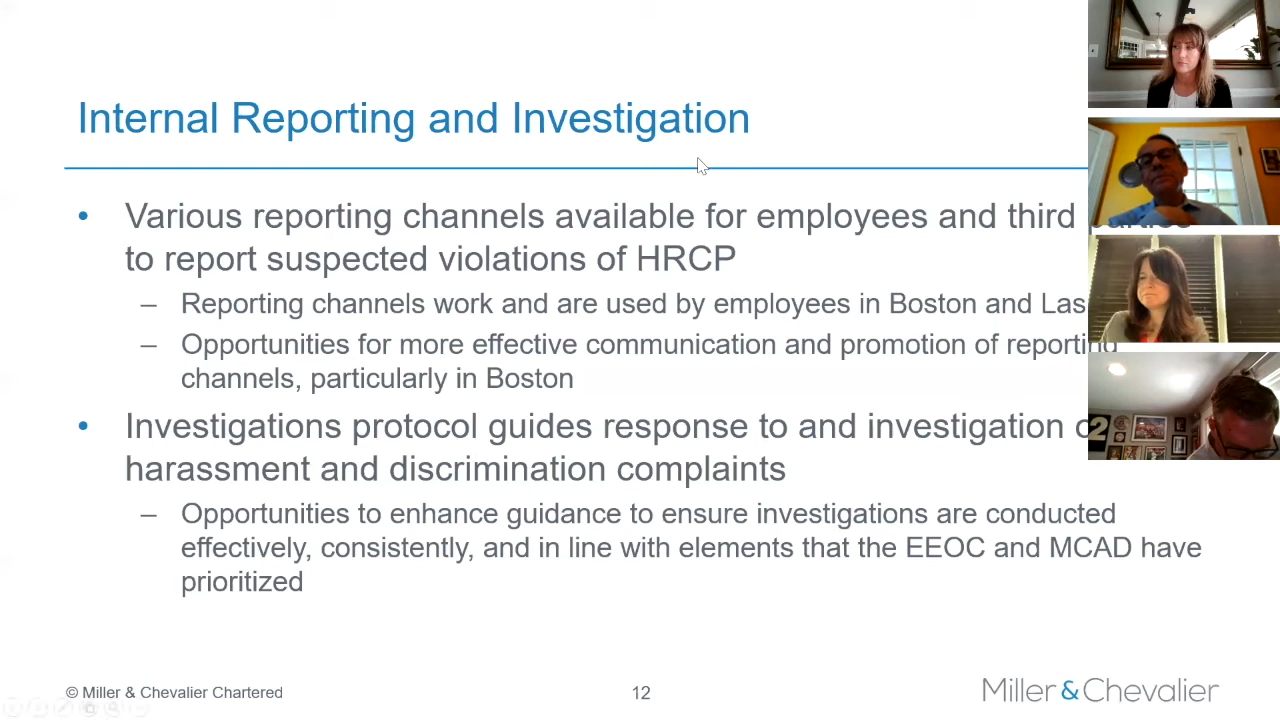 Internal Reporting and Investigation
• Various reporting channels available for employees and third
to report suspected violations of HRCP
– Reporting channels work and are used by employees in Boston and Las
– Opportunities for more effective communication and promotion of reporting
channels, particularly in Boston
• Investigations protocol guides response to and investigation
harassment and discrimination complaints
– Opportunities to enhance guidance to ensure investigations are conducted
effectively, consistently, and in line with elements that the EEOC and MCAD have
prioritized
2
© Miller & Chevalier Chartered
12
Miller&Chevalier